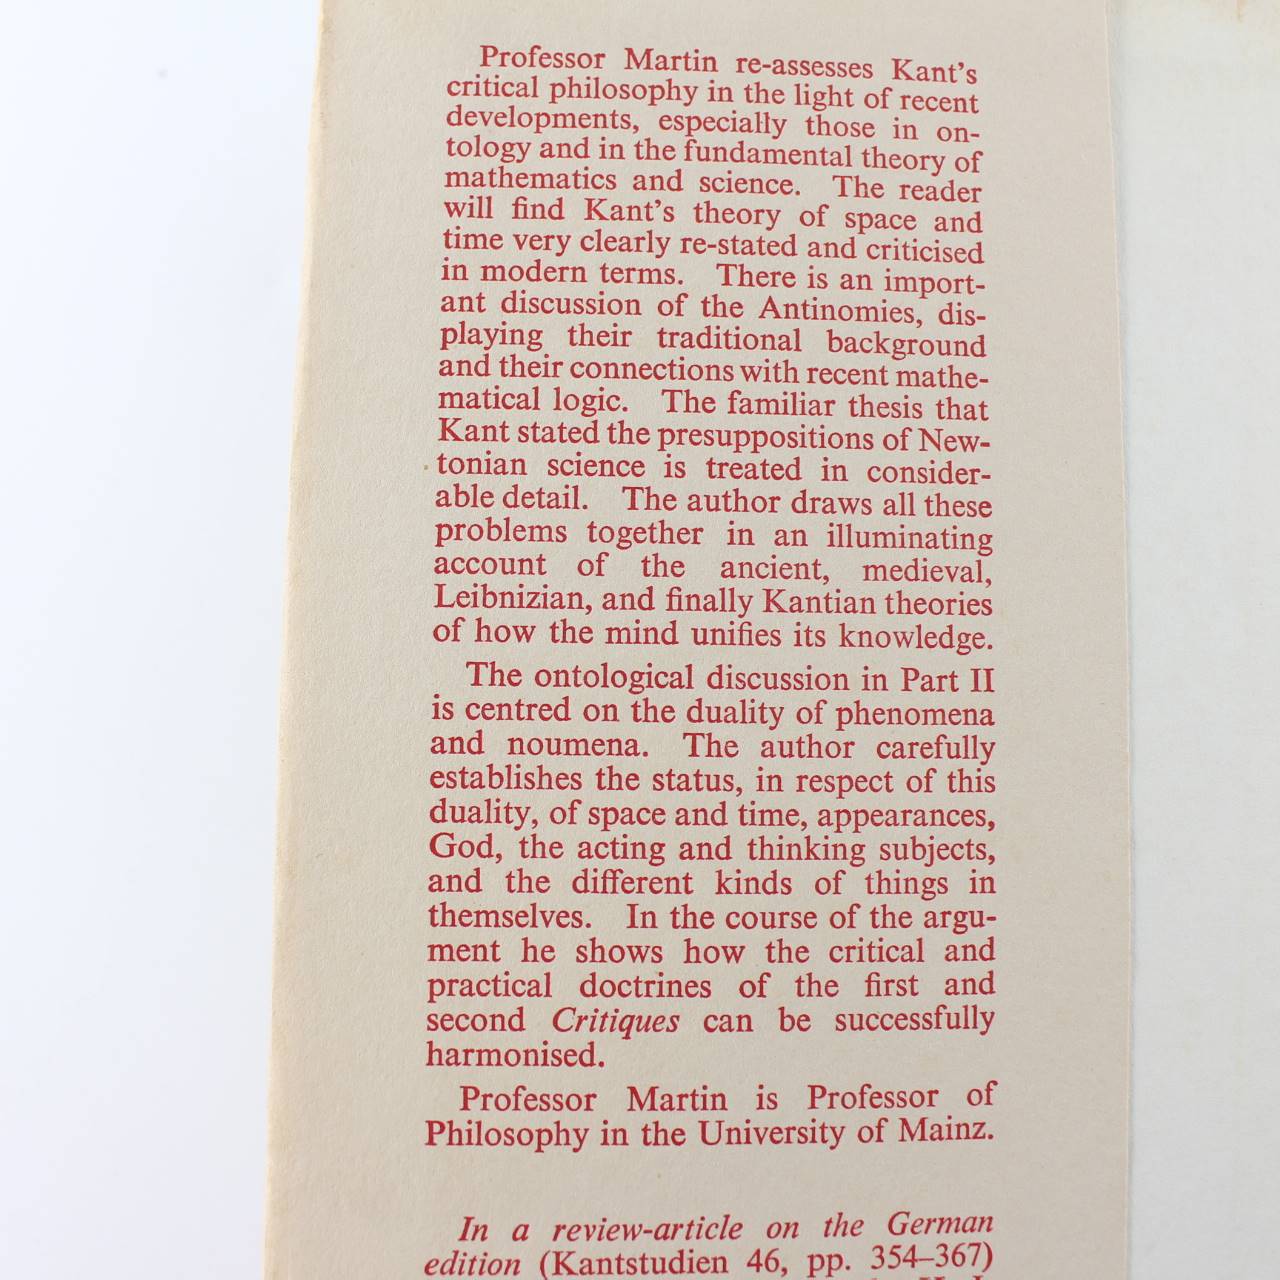 Professor Martin re-assesses Kant's
critical philosophy in the light of recent
developments, especially those in on-
tology and in the fundamental theory of
mathematics and science. The reader
will find Kant's theory of space and
time very clearly re-stated and criticised
in modern terms. There is an import-
ant discussion of the Antinomies, dis-
playing their traditional background
and their connections with recent mathe-
matical logic. The familiar thesis that
Kant stated the presuppositions of New-
tonian science is treated in consider-
able detail. The author draws all these
problems together in an illuminating
account of the ancient, medieval,
Leibnizian, and finally Kantian theories
of how the mind unifies its knowledge.
The ontological discussion in Part II
is centred on the duality of phenomena
and noumena. The author carefully
establishes the status, in respect of this
duality, of space and time, appearances,
God, the acting and thinking subjects,
and the different kinds of things in
themselves. In the course of the argu-
ment he shows how the critical and
practical doctrines of the first and
second Critiques can be successfully
harmonised.
Professor Martin is Professor of
Philosophy in the University of Mainz.
In a review-article on the German
edition (Kantstudien 46, pp. 354–367)